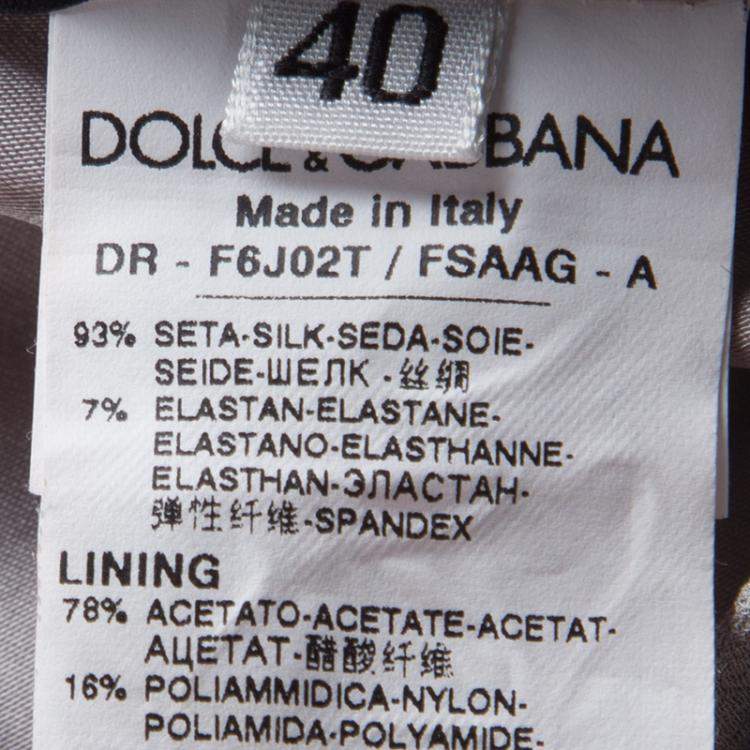 40
DOLCE & GABBANA
Made in Italy
DR - F6J02T / FSAAG - A
93% SETA-SILK-SEDA-SOIE-
SEIDE-ШЕЛК -丝绸
7% ELASTAN-ELASTANE-
ELASTANO-ELASTHANNE-
ELASTHAN-ЭЛАСТАН-
弹性纤维-SPANDEX
LINING
78% ACETATO-ACETATE-ACETAT-
АЦЕТАТ-醋酸纤维
16% POLIAMMIDICA-NYLON-
POLIAMIDA-POLYAMIDE-